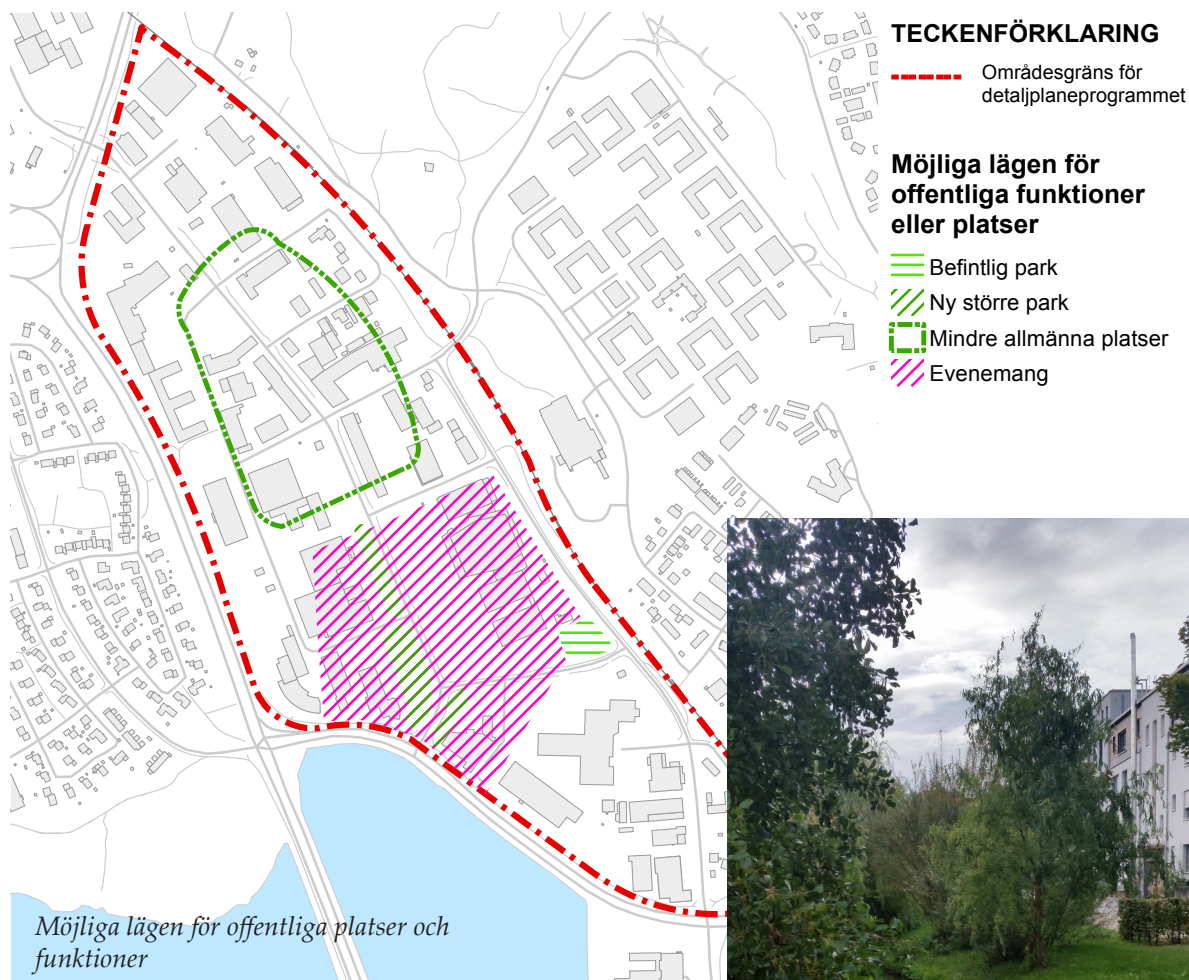 TECKENFÖRKLARING
Områdesgräns för
detaljplaneprogrammet
Möjliga lägen för
offentliga funktioner
eller platser
Befintlig park
Ny större park
Mindre allmänna platser
Evenemang
Möjliga lägen för offentliga platser och
funktioner